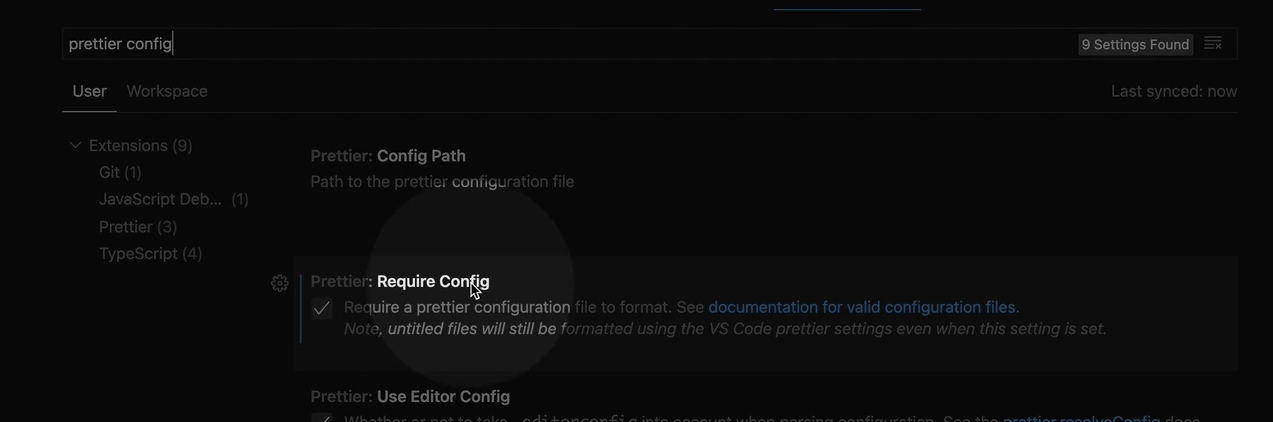 prettier config
9 Settings Found
User Workspace Last synced: now
Extensions (9)
Git (1)
JavaScript Deb... (1)
Prettier (3)
TypeScript (4)
Prettier: Config Path
Path to the prettier configuration file
Prettier: Require Config
Require a prettier configuration file to format. See documentation for valid configuration files.
Note, untitled files will still be formatted using the VS Code prettier settings even when this setting is set.
Prettier: Use Editor Config
Whether or not to take .editorconfig into account when parsing configuration. See the prettier.resolveConfig docs